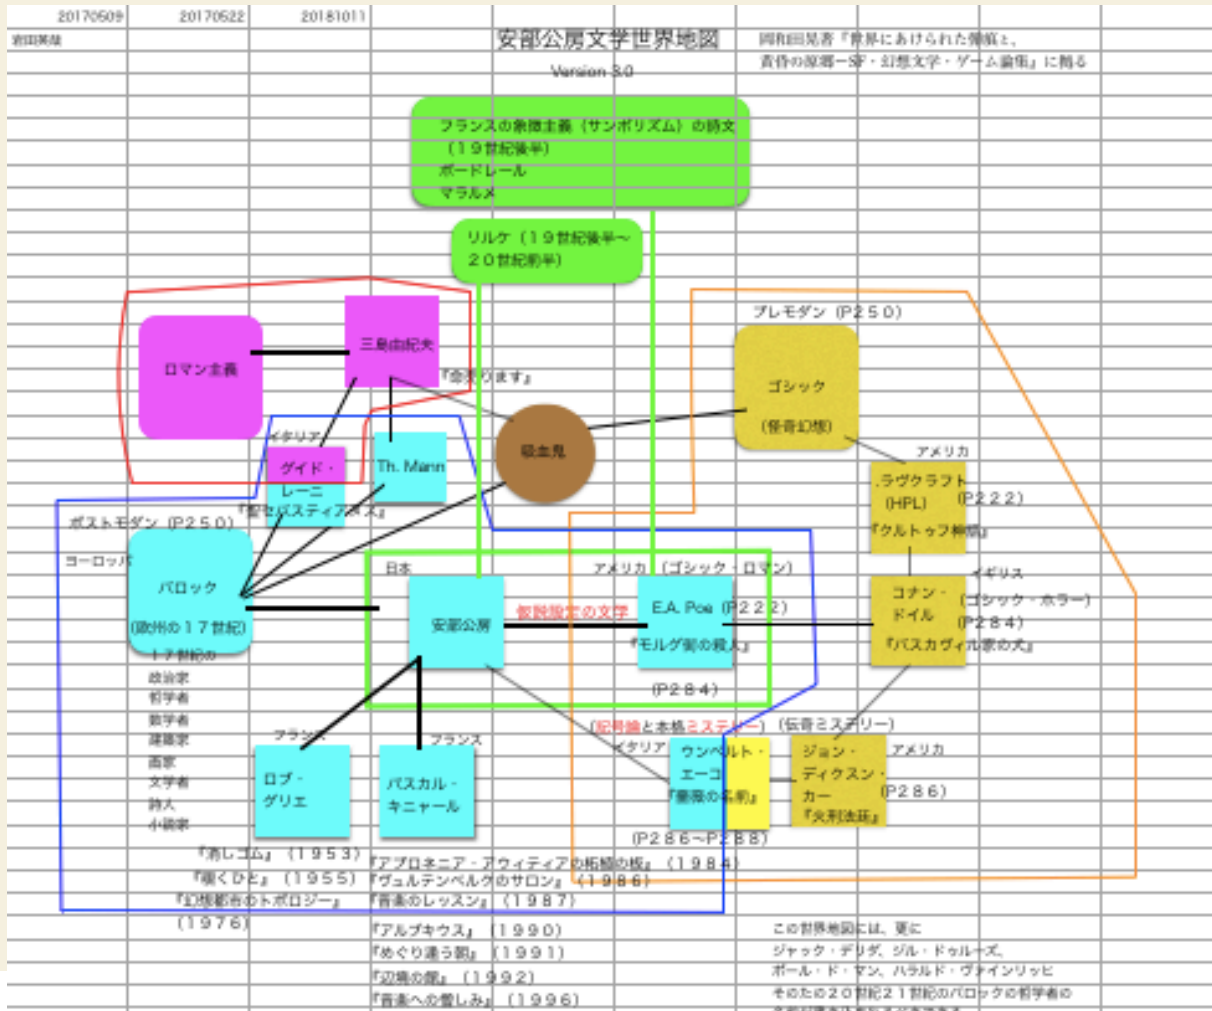 20170509 20170522 20181011
岩田英哉
安部公房文学世界地図
Version 3.0
岡和田晃著『世界にあけられた弾痕と、
黄昏の原郷ーSF・幻想文学・ゲーム論集』に拠る
フランスの象徴主義(サンボリズム)の詩文
(19世紀後半)
ボードレール
マラルメ
リルケ(19世紀後半〜
20世紀前半)
プレモダン(P250)
ロマン主義
三島由紀夫
『命売ります』
ゴシック
(怪奇幻想)
吸血鬼
イタリア
グイド・
レーニ
『聖セバスティアヌス』
Th. Mann
アメリカ
.ラヴクラフト
(HPL)
(P222)
『クルトゥフ神話』
ポストモダン(P250)
ヨーロッパ
バロック
(欧州の17世紀)
17世紀の
政治家
哲学者
数学者
建築家
画家
文学者
詩人
小説家
日本
安部公房
仮説設定の文学
アメリカ(ゴシック・ロマン)
E.A. Poe (P222)
『モルグ街の殺人』
(P284)
イギリス
コナン・
ドイル
(ゴシック・ホラー)
(P284)
『バスカヴィル家の犬』
フランス
ロブ・
グリエ
フランス
パスカル・
キニャール
(記号論と本格ミステリー)
イタリア
ウンベルト・
エーコ
『薔薇の名前』
(P286〜P288)
(伝奇ミステリー)
ジョン・
ディクスン・
カー
『火刑法廷』
アメリカ
(P286)
『消しゴム』(1953)
『覗くひと』(1955)
『幻想都市のトポロジー』
(1976)
『アプロネニア・アウィティアの柘植の板』(1984)
『ヴュルテンベルクのサロン』(1986)
『音楽のレッスン』(1987)
『アルブキウス』(1990)
『めぐり逢う朝』(1991)
『辺境の館』(1992)
『音楽への憎しみ』(1996)
この世界地図には、更に
ジャック・デリダ、ジル・ドゥルーズ、
ポール・ド・マン、ハラルド・ヴァインリッヒ
そのたの20世紀21世紀のバロックの哲学者の